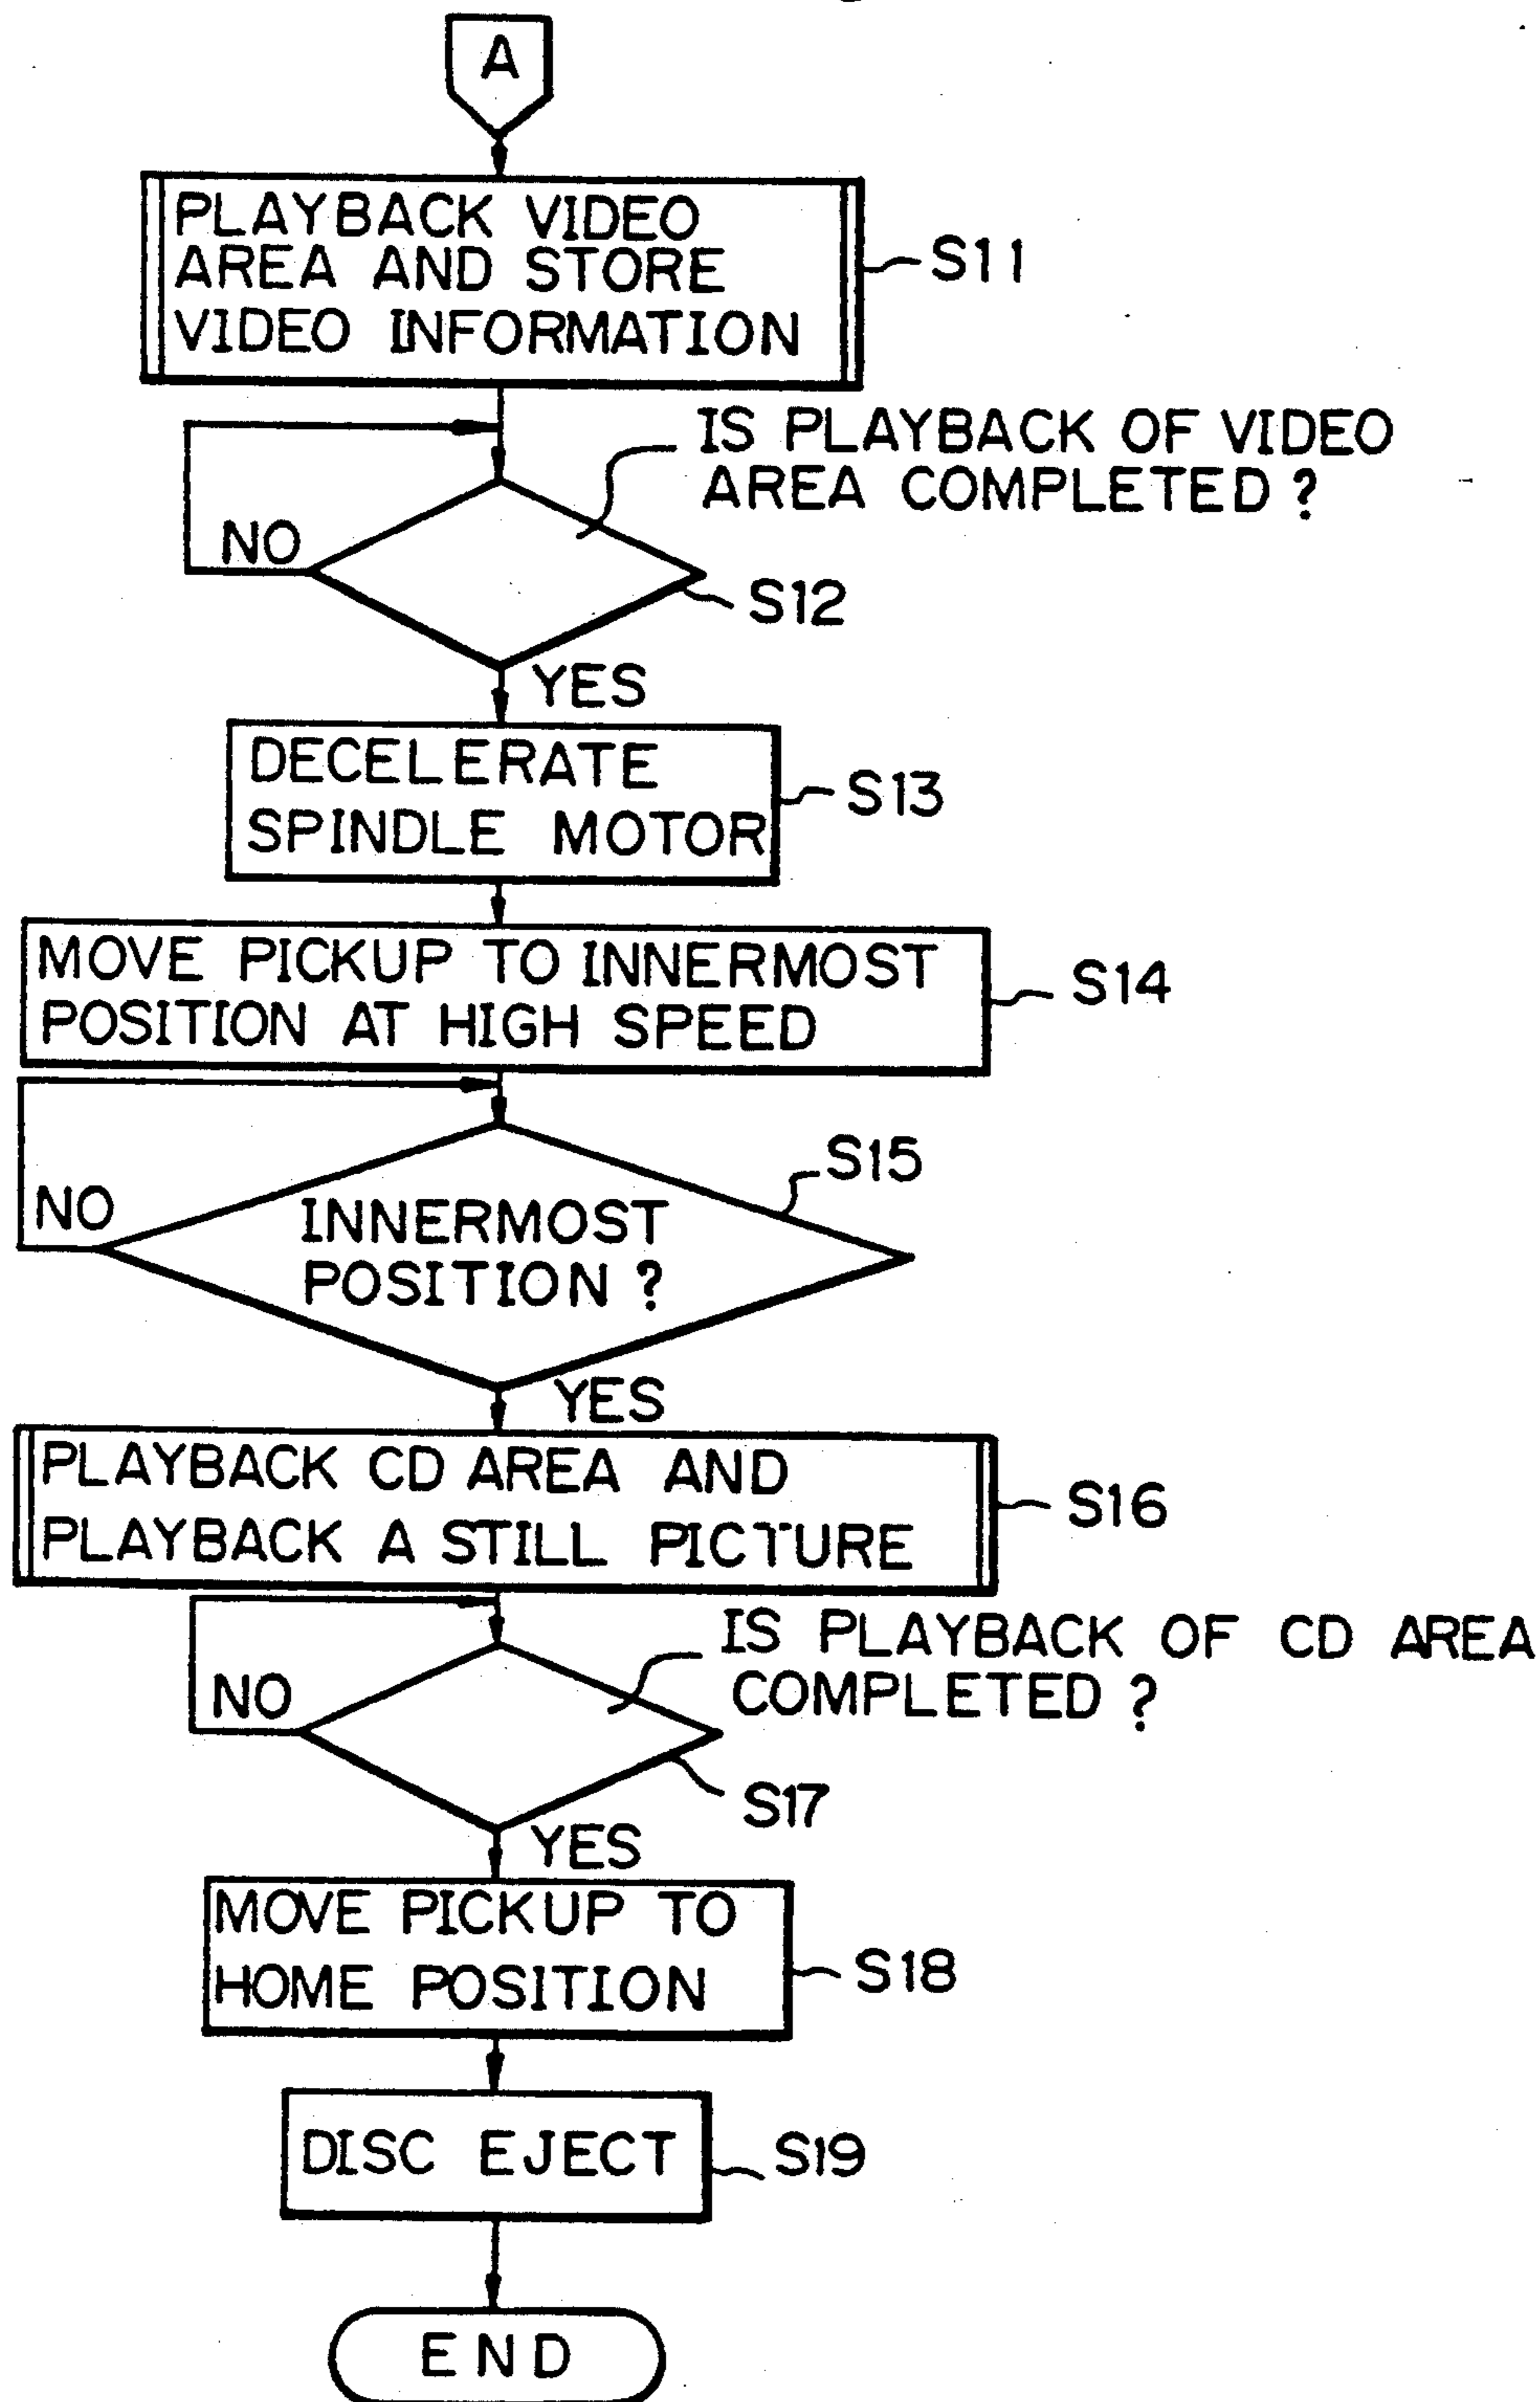 A
PLAYBACK VIDEO
AREA AND STORE
VIDEO INFORMATION
S11
IS PLAYBACK OF VIDEO
AREA COMPLETED ?
NO
S12
YES
DECELERATE
SPINDLE MOTOR
S13
MOVE PICKUP TO INNERMOST
POSITION AT HIGH SPEED
S14
S15
NO
INNERMOST
POSITION ?
YES
PLAYBACK CD AREA AND
PLAYBACK A STILL PICTURE
S16
IS PLAYBACK OF CD AREA
COMPLETED ?
NO
S17
YES
MOVE PICKUP TO
HOME POSITION
S18
DISC EJECT
S19
END